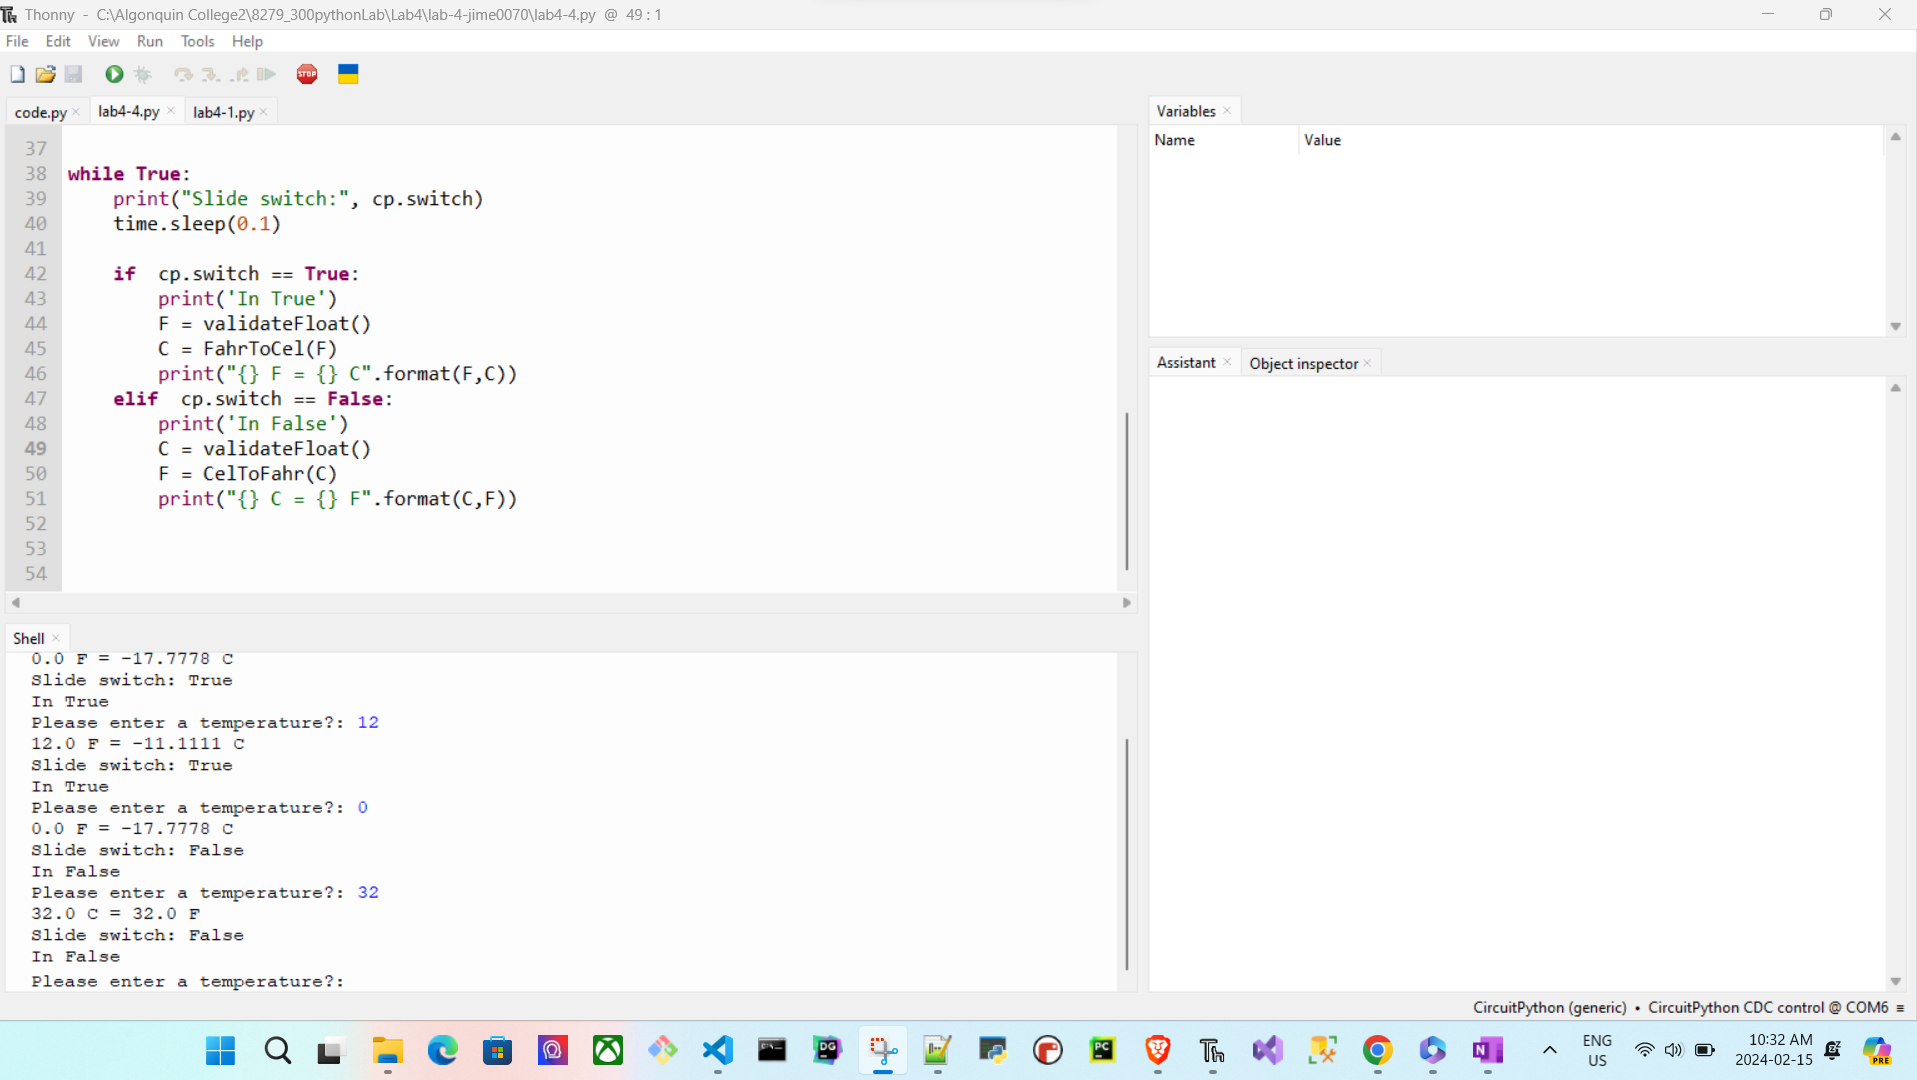 Thonny - C:\Algonquin College2\8279_300pythonLab\Lab4\lab-4-jime0070\lab4-4.py @ 49 : 1
File Edit View Run Tools Help
STOP
code.py × lab4-4.py × lab4-1.py ×
37
38 while True:
39 print("Slide switch:", cp.switch)
40 time.sleep(0.1)
41
42 if cp.switch == True:
43 print('In True')
44 F = validateFloat()
45 C = FahrToCel(F)
46 print("{} F = {} C".format(F,C))
47 elif cp.switch == False:
48 print('In False')
49 C = validateFloat()
50 F = CelToFahr(C)
51 print("{} C = {} F".format(C,F))
52
53
54
Shell ×
0.0 F = -17.7778 C
Slide switch: True
In True
Please enter a temperature?: 12
12.0 F = -11.1111 C
Slide switch: True
In True
Please enter a temperature?: 0
0.0 F = -17.7778 C
Slide switch: False
In False
Please enter a temperature?: 32
32.0 C = 32.0 F
Slide switch: False
In False
Please enter a temperature?:
Variables ×
Name Value
Assistant × Object inspector ×
CircuitPython (generic) • CircuitPython CDC control @ COM6 ≡
DG
PC
Th
N
ENG
US
10:32 AM
2024-02-15
PRE